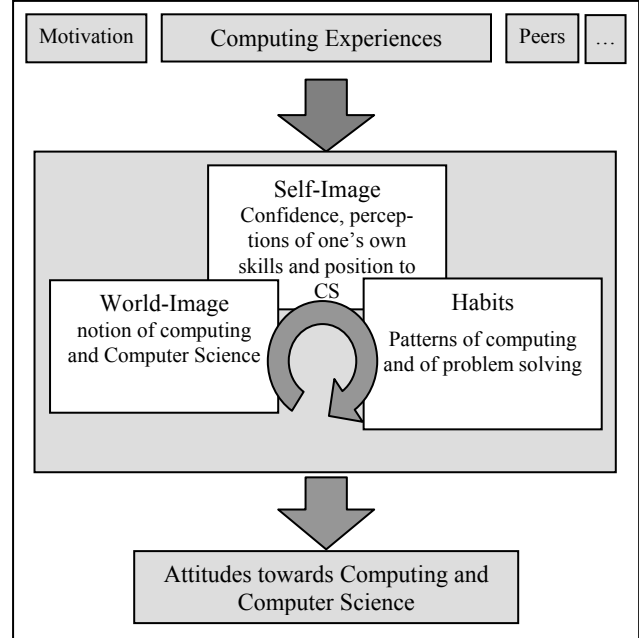 Motivation
Computing Experiences
Peers
…
Self-Image
Confidence, percep-
tions of one’s own
skills and position to
CS
World-Image
notion of computing
and Computer Science
Habits
Patterns of computing
and of problem solving
Attitudes towards Computing and
Computer Science